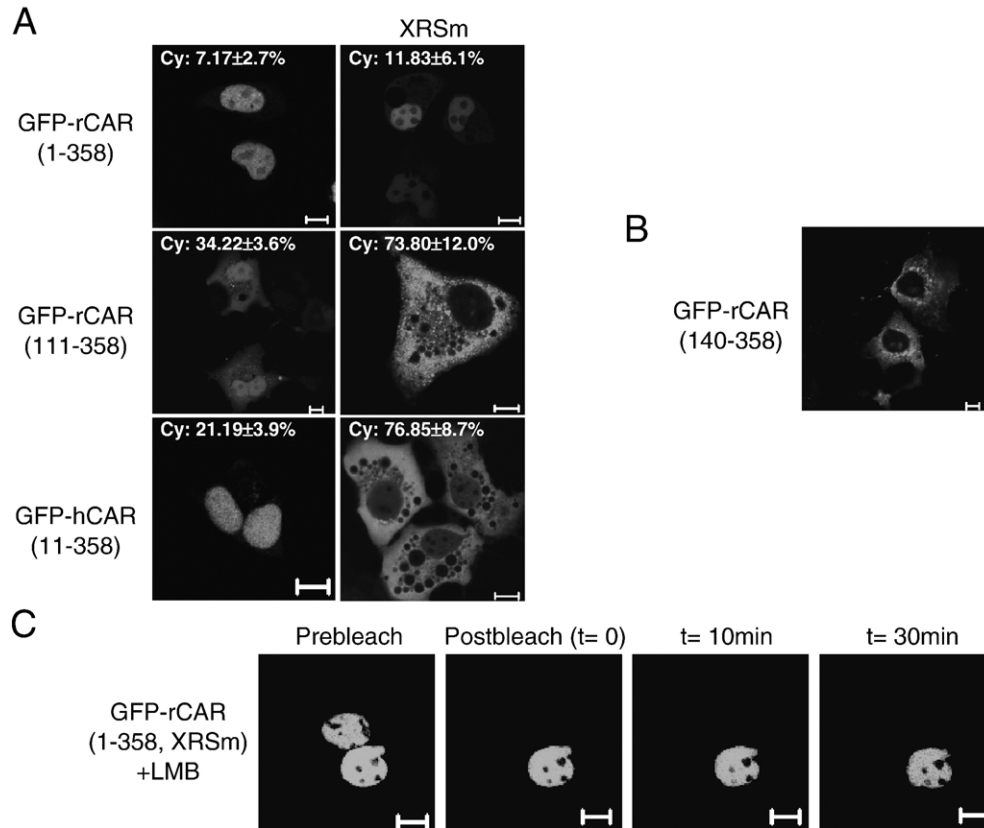 A
XRSm
Cy: 7.17±2.7%
Cy: 11.83±6.1%
GFP-rCAR
(1-358)
Cy: 34.22±3.6%
Cy: 73.80±12.0%
GFP-rCAR
(111-358)
Cy: 21.19±3.9%
Cy: 76.85±8.7%
GFP-hCAR
(11-358)
B
GFP-rCAR
(140-358)
C
Prebleach
Postbleach (t= 0)
t= 10min
t= 30min
GFP-rCAR
(1-358, XRSm)
+LMB